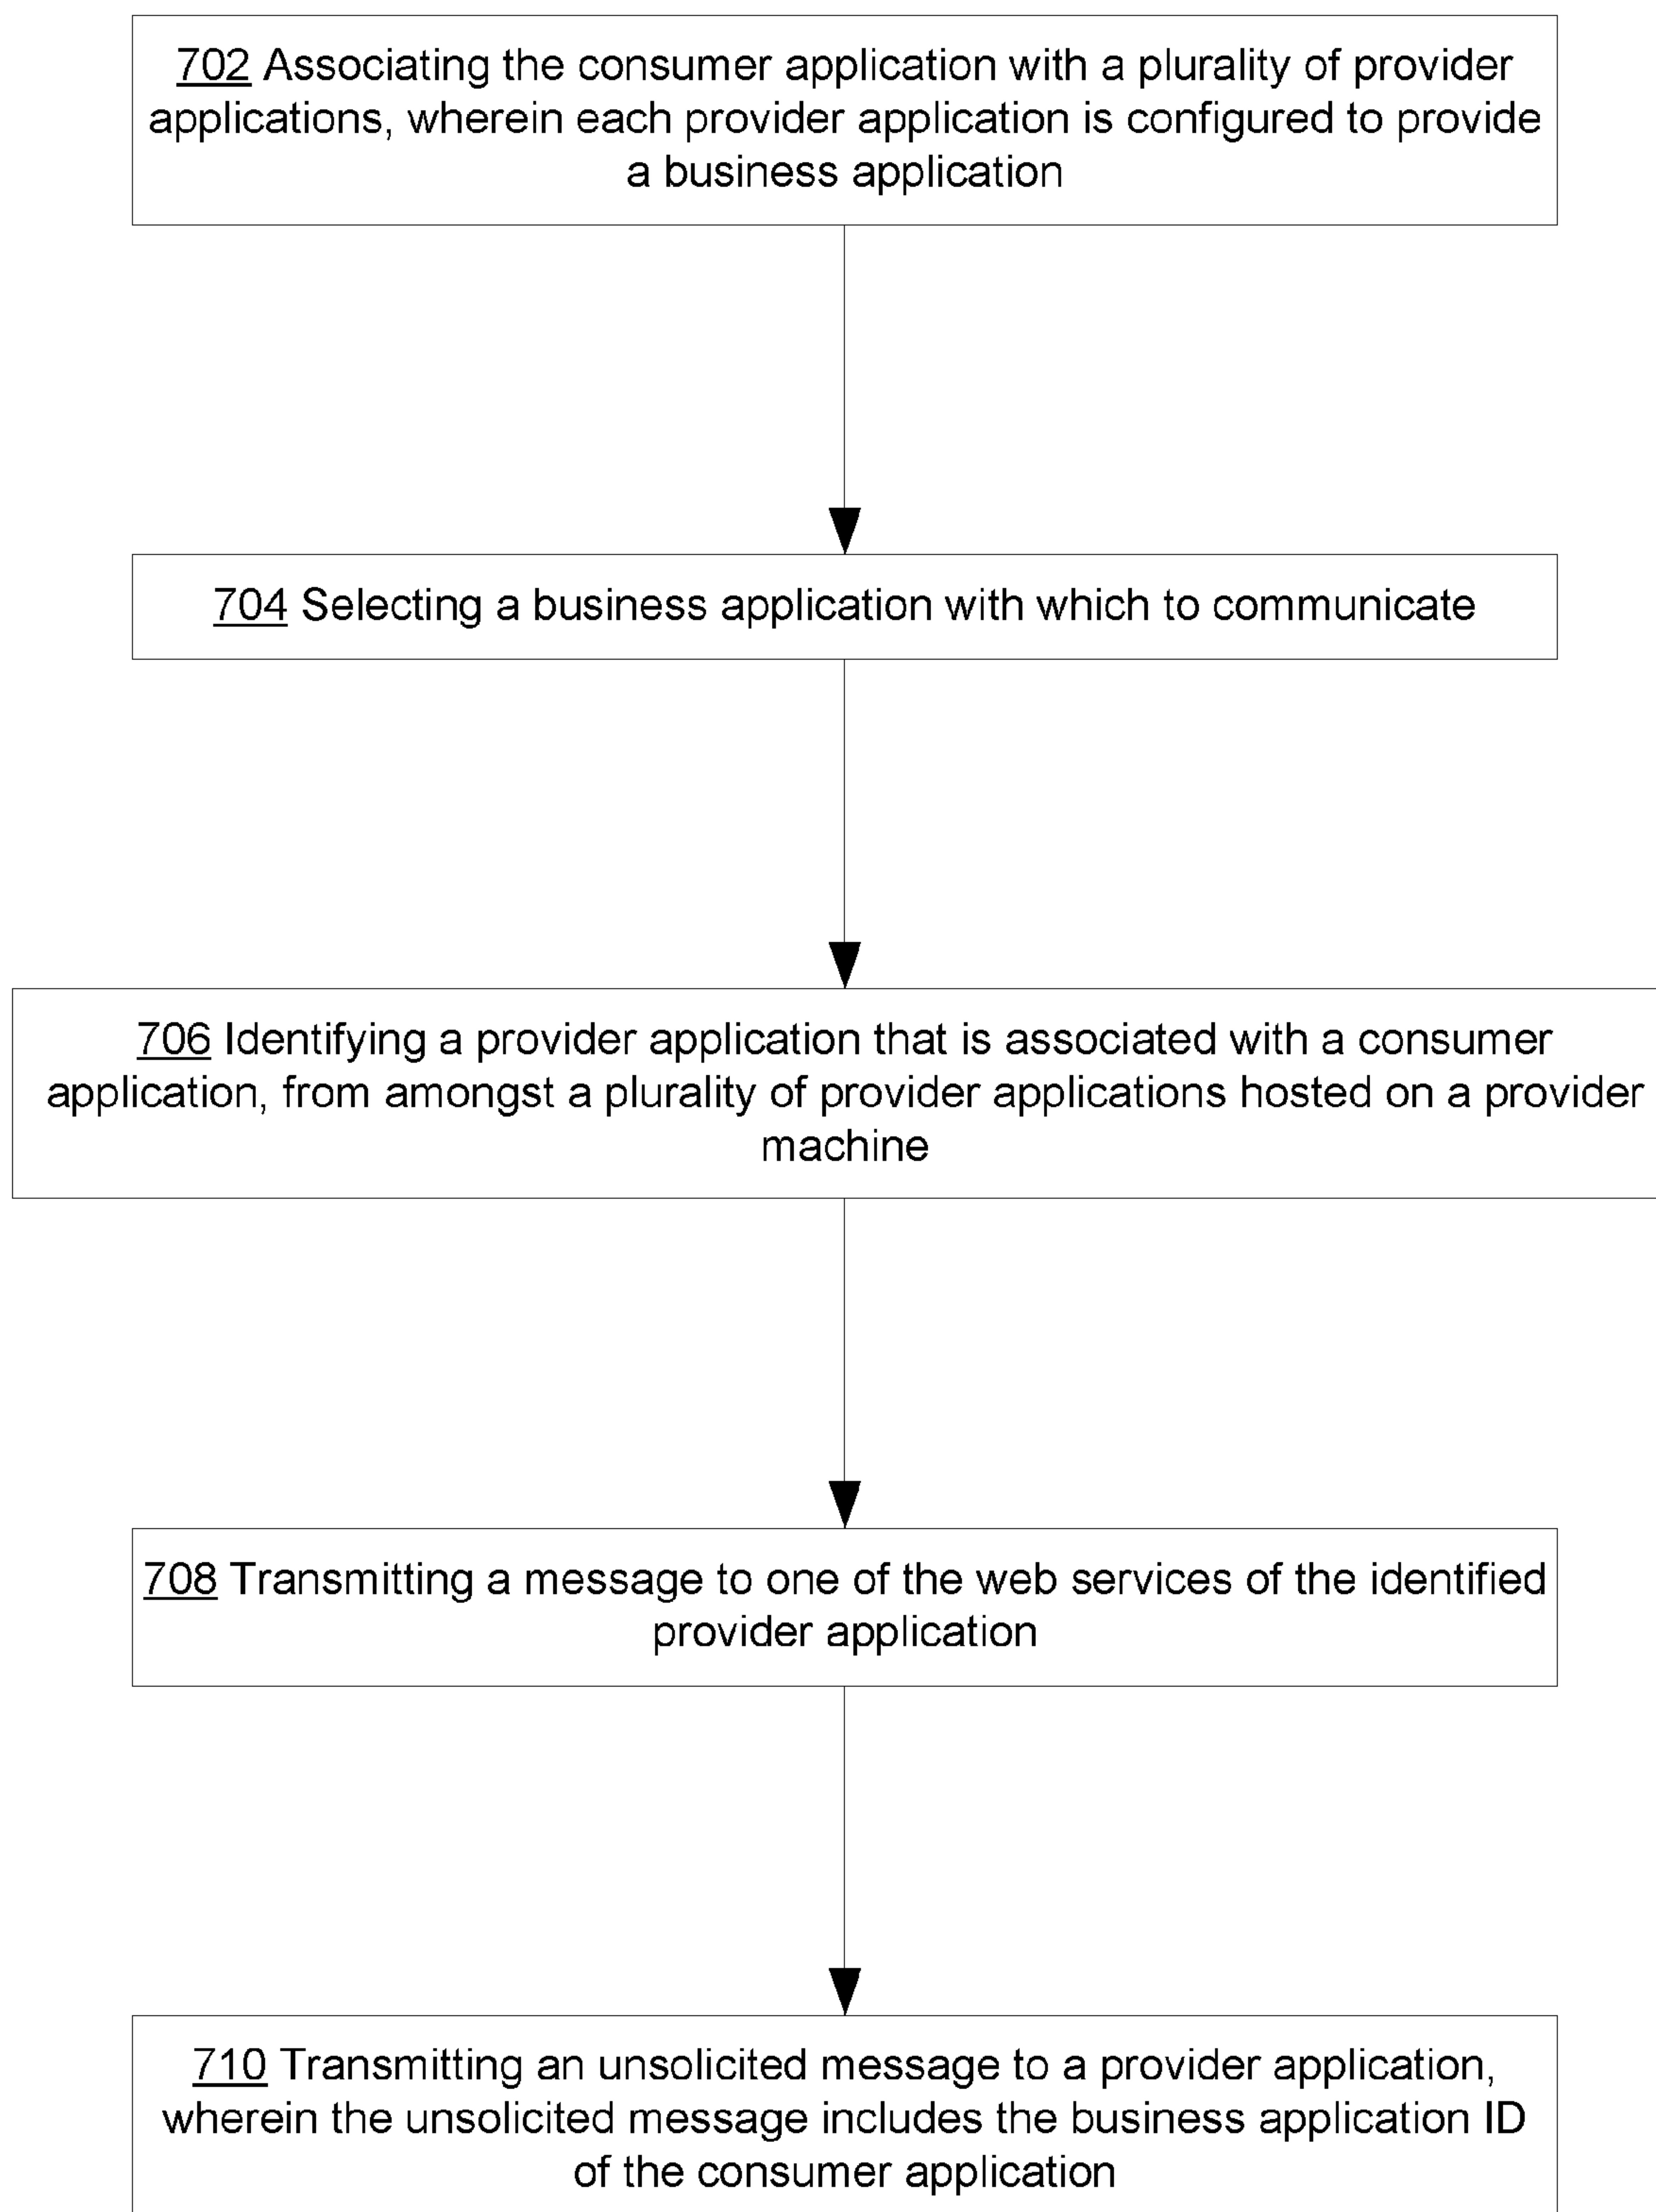 702 Associating the consumer application with a plurality of provider
applications, wherein each provider application is configured to provide
a business application
704 Selecting a business application with which to communicate
706 Identifying a provider application that is associated with a consumer
application, from amongst a plurality of provider applications hosted on a provider
machine
708 Transmitting a message to one of the web services of the identified
provider application
710 Transmitting an unsolicited message to a provider application,
wherein the unsolicited message includes the business application ID
of the consumer application